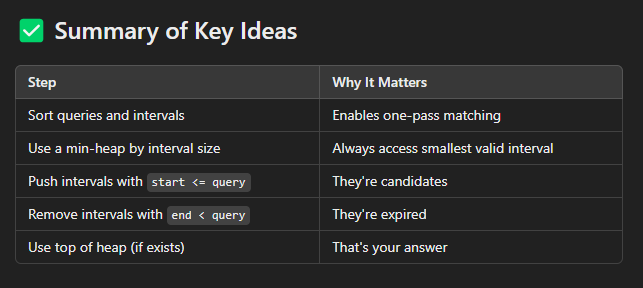 ✅ Summary of Key Ideas
Step Why It Matters
Sort queries and intervals Enables one-pass matching
Use a min-heap by interval size Always access smallest valid interval
Push intervals with start <= query They're candidates
Remove intervals with end < query They're expired
Use top of heap (if exists) That's your answer